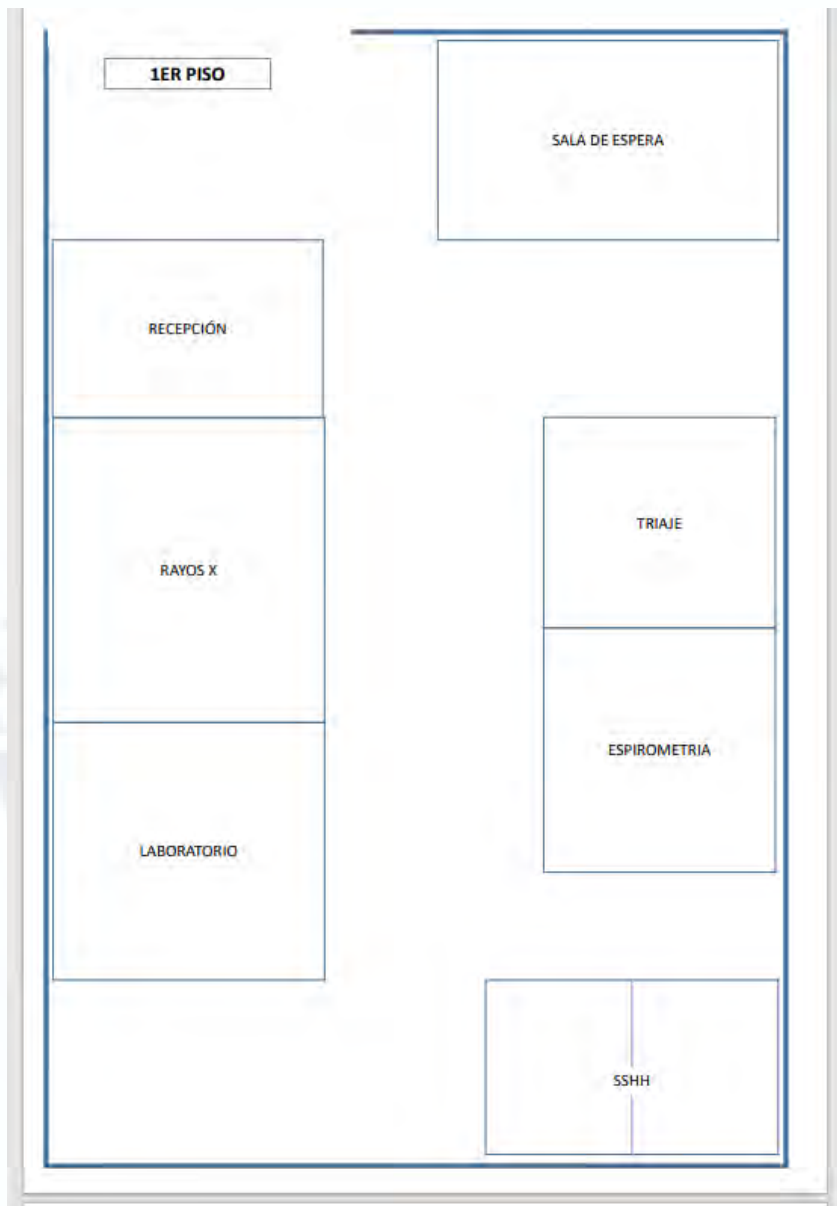 1ER PISO
SALA DE ESPERA
RECEPCIÓN
TRIAJE
RAYOS X
ESPIROMETRIA
LABORATORIO
SSHH